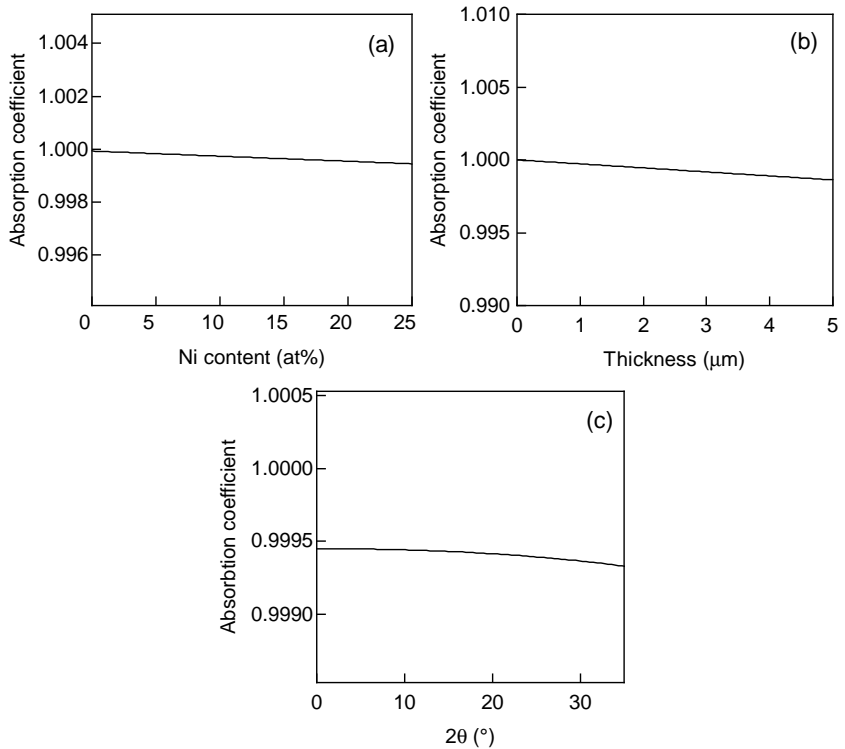 (a)
Absorption coefficient
1.004
1.002
1.000
0.998
0.996
0 5 10 15 20 25
Ni content (at%)
(b)
Absorption coefficient
1.010
1.005
1.000
0.995
0.990
0 1 2 3 4 5
Thickness (μm)
(c)
Absorbtion coefficient
1.0005
1.0000
0.9995
0.9990
0 10 20 30
2θ (°)